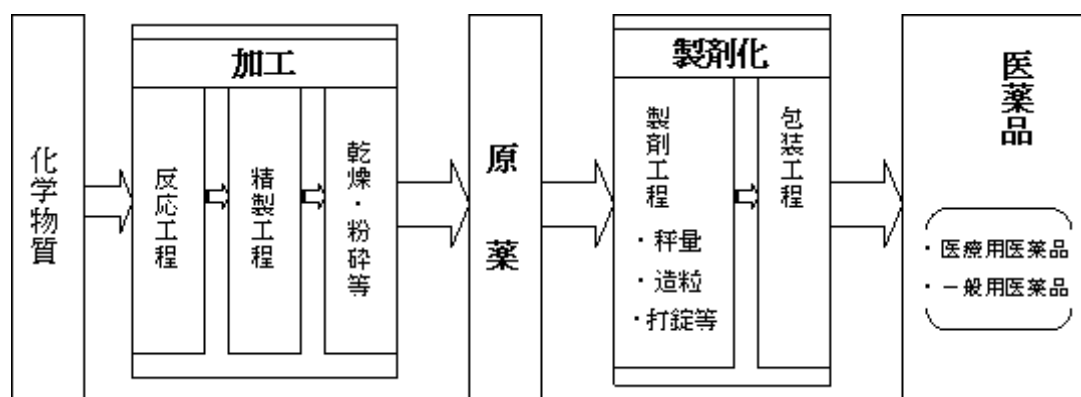 化学物質
加工
反応工程
精製工程
乾燥・粉砕等
原薬
製剤化
製剤工程
・秤量
・造粒
・打錠等
包装工程
医薬品
・医療用医薬品
・一般用医薬品